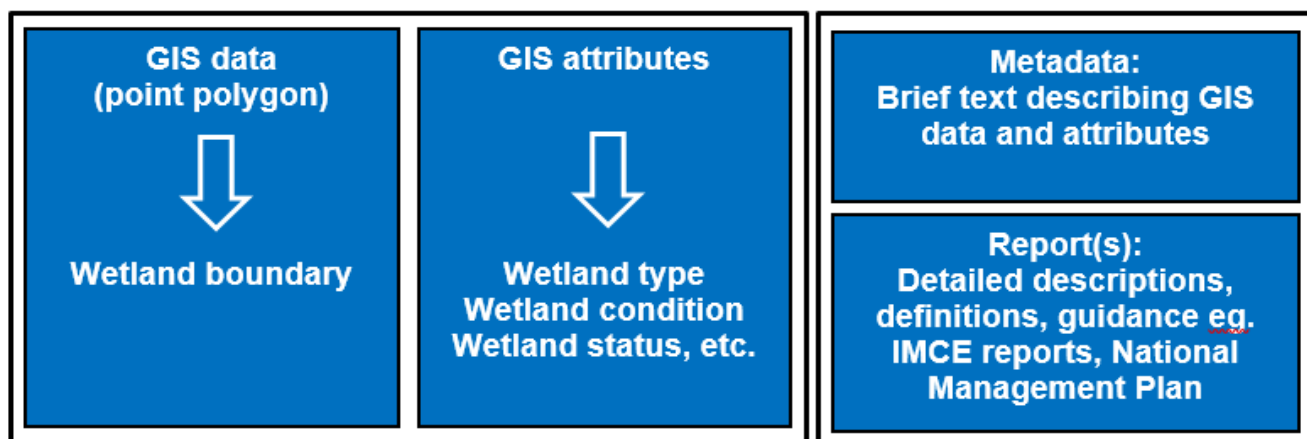 GIS data
(point polygon)
Wetland boundary
GIS attributes
Wetland type
Wetland condition
Wetland status, etc.
Metadata:
Brief text describing GIS
data and attributes
Report(s):
Detailed descriptions,
definitions, guidance eg.
IMCE reports, National
Management Plan